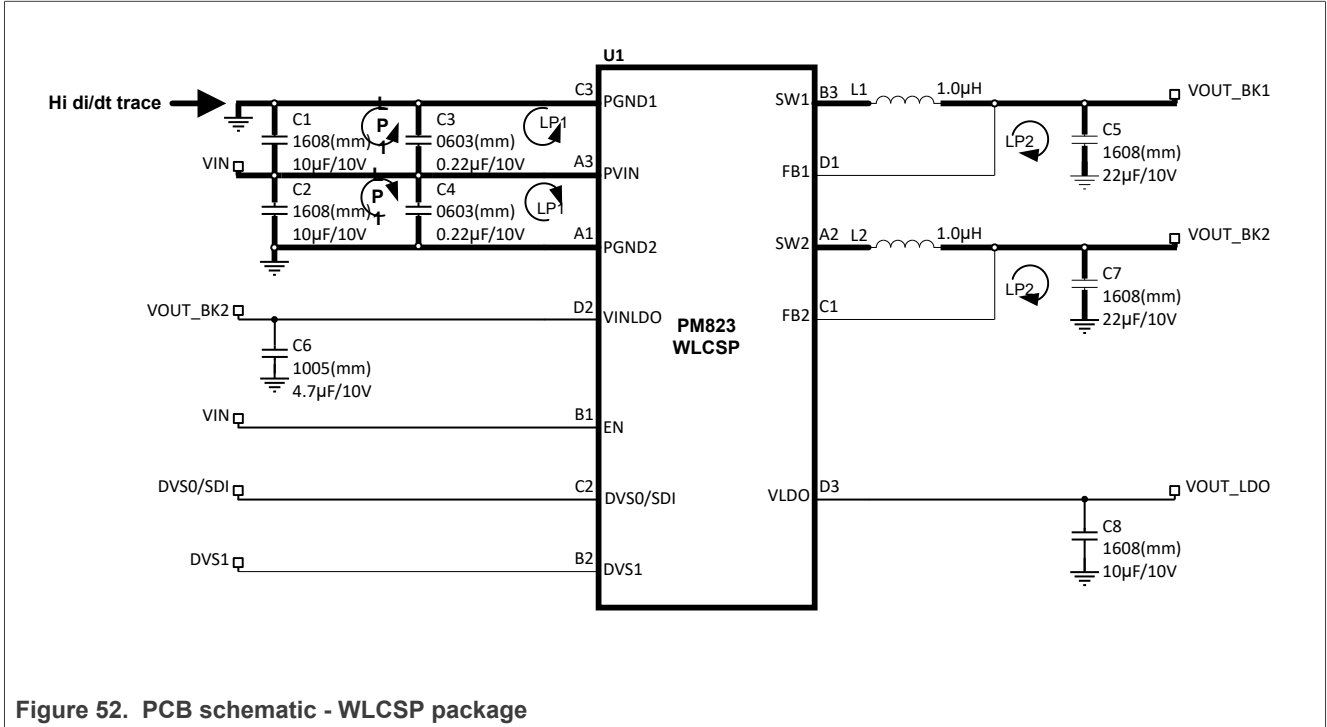 U1
Hi di/dt trace
C3
PGND1
C1
1608(mm)
10µF/10V
L
P
1
C3
0603(mm)
0.22µF/10V
LP1
VIN
A3
PVIN
C2
1608(mm)
10µF/10V
L
P
1
C4
0603(mm)
0.22µF/10V
LP1
A1
PGND2
VOUT_BK2
D2
VINLDO
C6
1005(mm)
4.7µF/10V
VIN
B1
EN
DVS0/SDI
C2
DVS0/SDI
DVS1
B2
DVS1
PM823
WLCSP
SW1
B3
L1
1.0µH
VOUT_BK1
LP2
C5
1608(mm)
22µF/10V
FB1
D1
SW2
A2
L2
1.0µH
VOUT_BK2
LP2
C7
1608(mm)
22µF/10V
FB2
C1
VLDO
D3
VOUT_LDO
C8
1608(mm)
10µF/10V
Figure 52. PCB schematic - WLCSP package